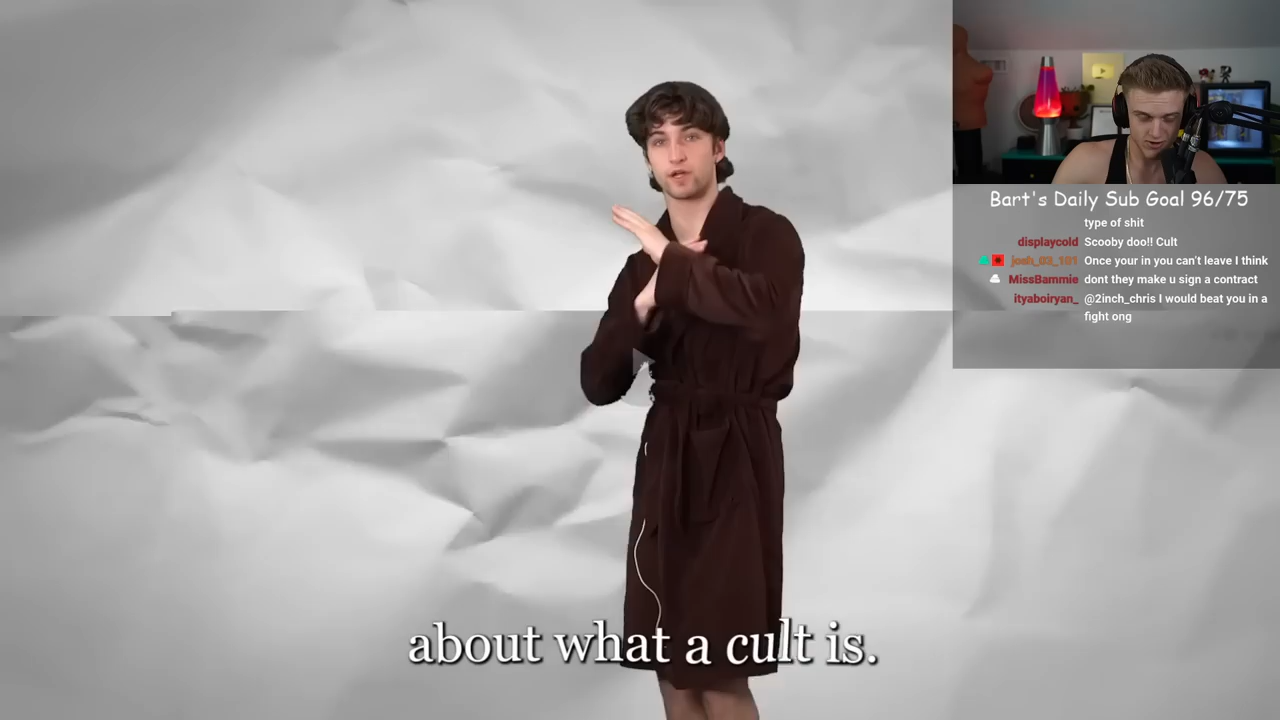 Bart's Daily Sub Goal 96/75
type of shit
displaycold Scooby doo!! Cult
josh_03_101 Once your in you can't leave I think
MissBammie dont they make u sign a contract
ityaboiryan_ @2inch_chris I would beat you in a
fight ong
about what a cult is.